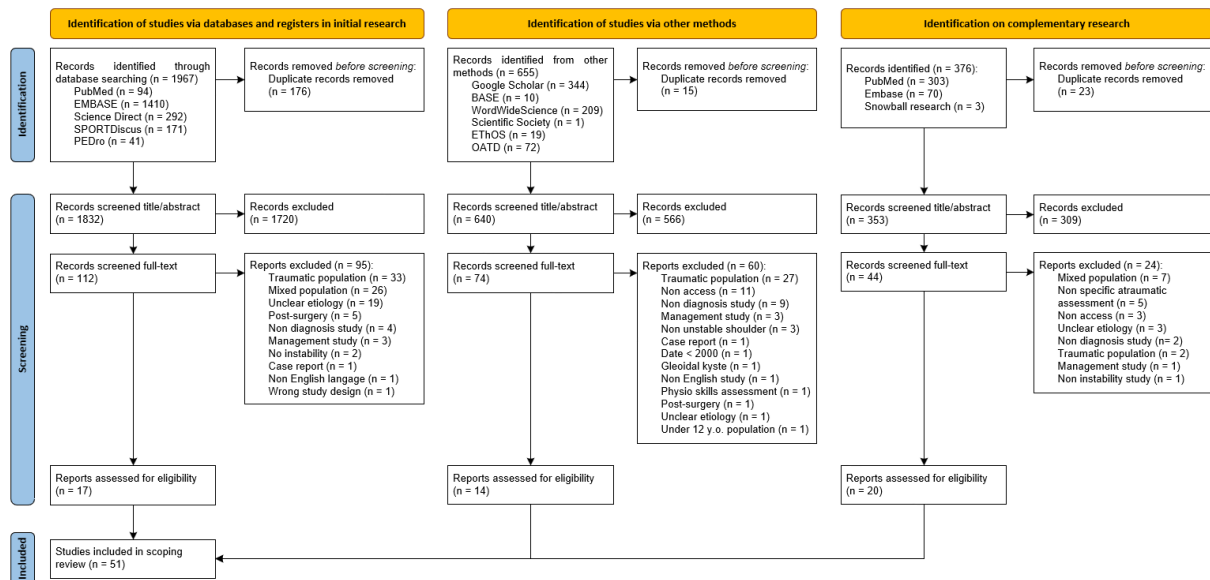 Identification of studies via databases and registers in initial research
Identification of studies via other methods
Identification on complementary research
Identification
Records identified through
database searching (n = 1967)
PubMed (n = 94)
EMBASE (n = 1410)
Science Direct (n = 292)
SPORTDiscus (n = 171)
PEDro (n = 41)
Records removed before screening:
Duplicate records removed
(n = 176)
Records identified from other
methods (n = 655)
Google Scholar (n = 344)
BASE (n = 10)
WordWideScience (n = 209)
Scientific Society (n = 1)
EThOS (n = 19)
OATD (n = 72)
Records removed before screening:
Duplicate records removed
(n = 15)
Records identified (n = 376):
PubMed (n = 303)
Embase (n = 70)
Snowball research (n = 3)
Records removed before screening:
Duplicate records removed
(n = 23)
Screening
Records screened title/abstract
(n = 1832)
Records excluded
(n = 1720)
Records screened title/abstract
(n = 640)
Records excluded
(n = 566)
Records screened title/abstract
(n = 353)
Records excluded
(n = 309)
Records screened full-text
(n = 112)
Reports excluded (n = 95):
Traumatic population (n = 33)
Mixed population (n = 26)
Unclear etiology (n = 19)
Post-surgery (n = 5)
Non diagnosis study (n = 4)
Management study (n = 3)
No instability (n = 2)
Case report (n = 1)
Non English langage (n = 1)
Wrong study design (n = 1)
Records screened full-text
(n = 74)
Reports excluded (n = 60):
Traumatic population (n = 27)
Non access (n = 11)
Non diagnosis study (n = 9)
Management study (n = 3)
Non unstable shoulder (n = 3)
Case report (n = 1)
Date < 2000 (n = 1)
Gleoidal kyste (n = 1)
Non English study (n = 1)
Physio skills assessment (n = 1)
Post-surgery (n = 1)
Unclear etiology (n = 1)
Under 12 y.o. population (n = 1)
Records screened full-text
(n = 44)
Reports excluded (n = 24):
Mixed population (n = 7)
Non specific atraumatic
assessment (n = 5)
Non access (n = 3)
Unclear etiology (n = 3)
Non diagnosis study (n= 2)
Traumatic population (n = 2)
Management study (n = 1)
Non instability study (n = 1)
Reports assessed for eligibility
(n = 17)
Reports assessed for eligibility
(n = 14)
Reports assessed for eligibility
(n = 20)
Included
Studies included in scoping
review (n = 51)